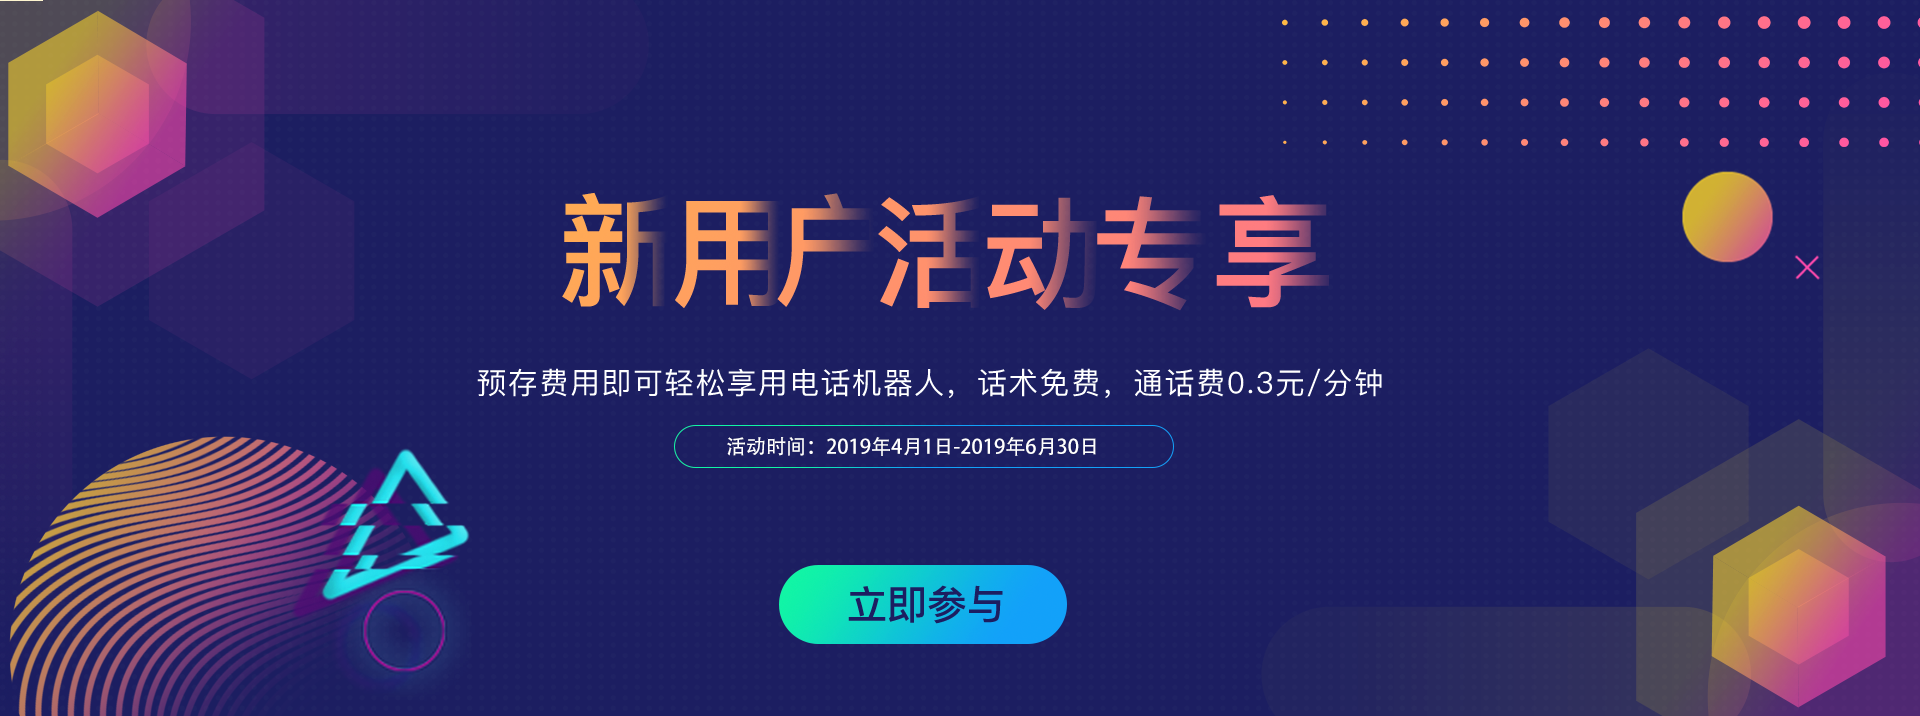 新用户活动专享
预存费用即可轻松享用电话机器人，话术免费，通话费0.3元/分钟
活动时间：2019年4月1日-2019年6月30日
立即参与